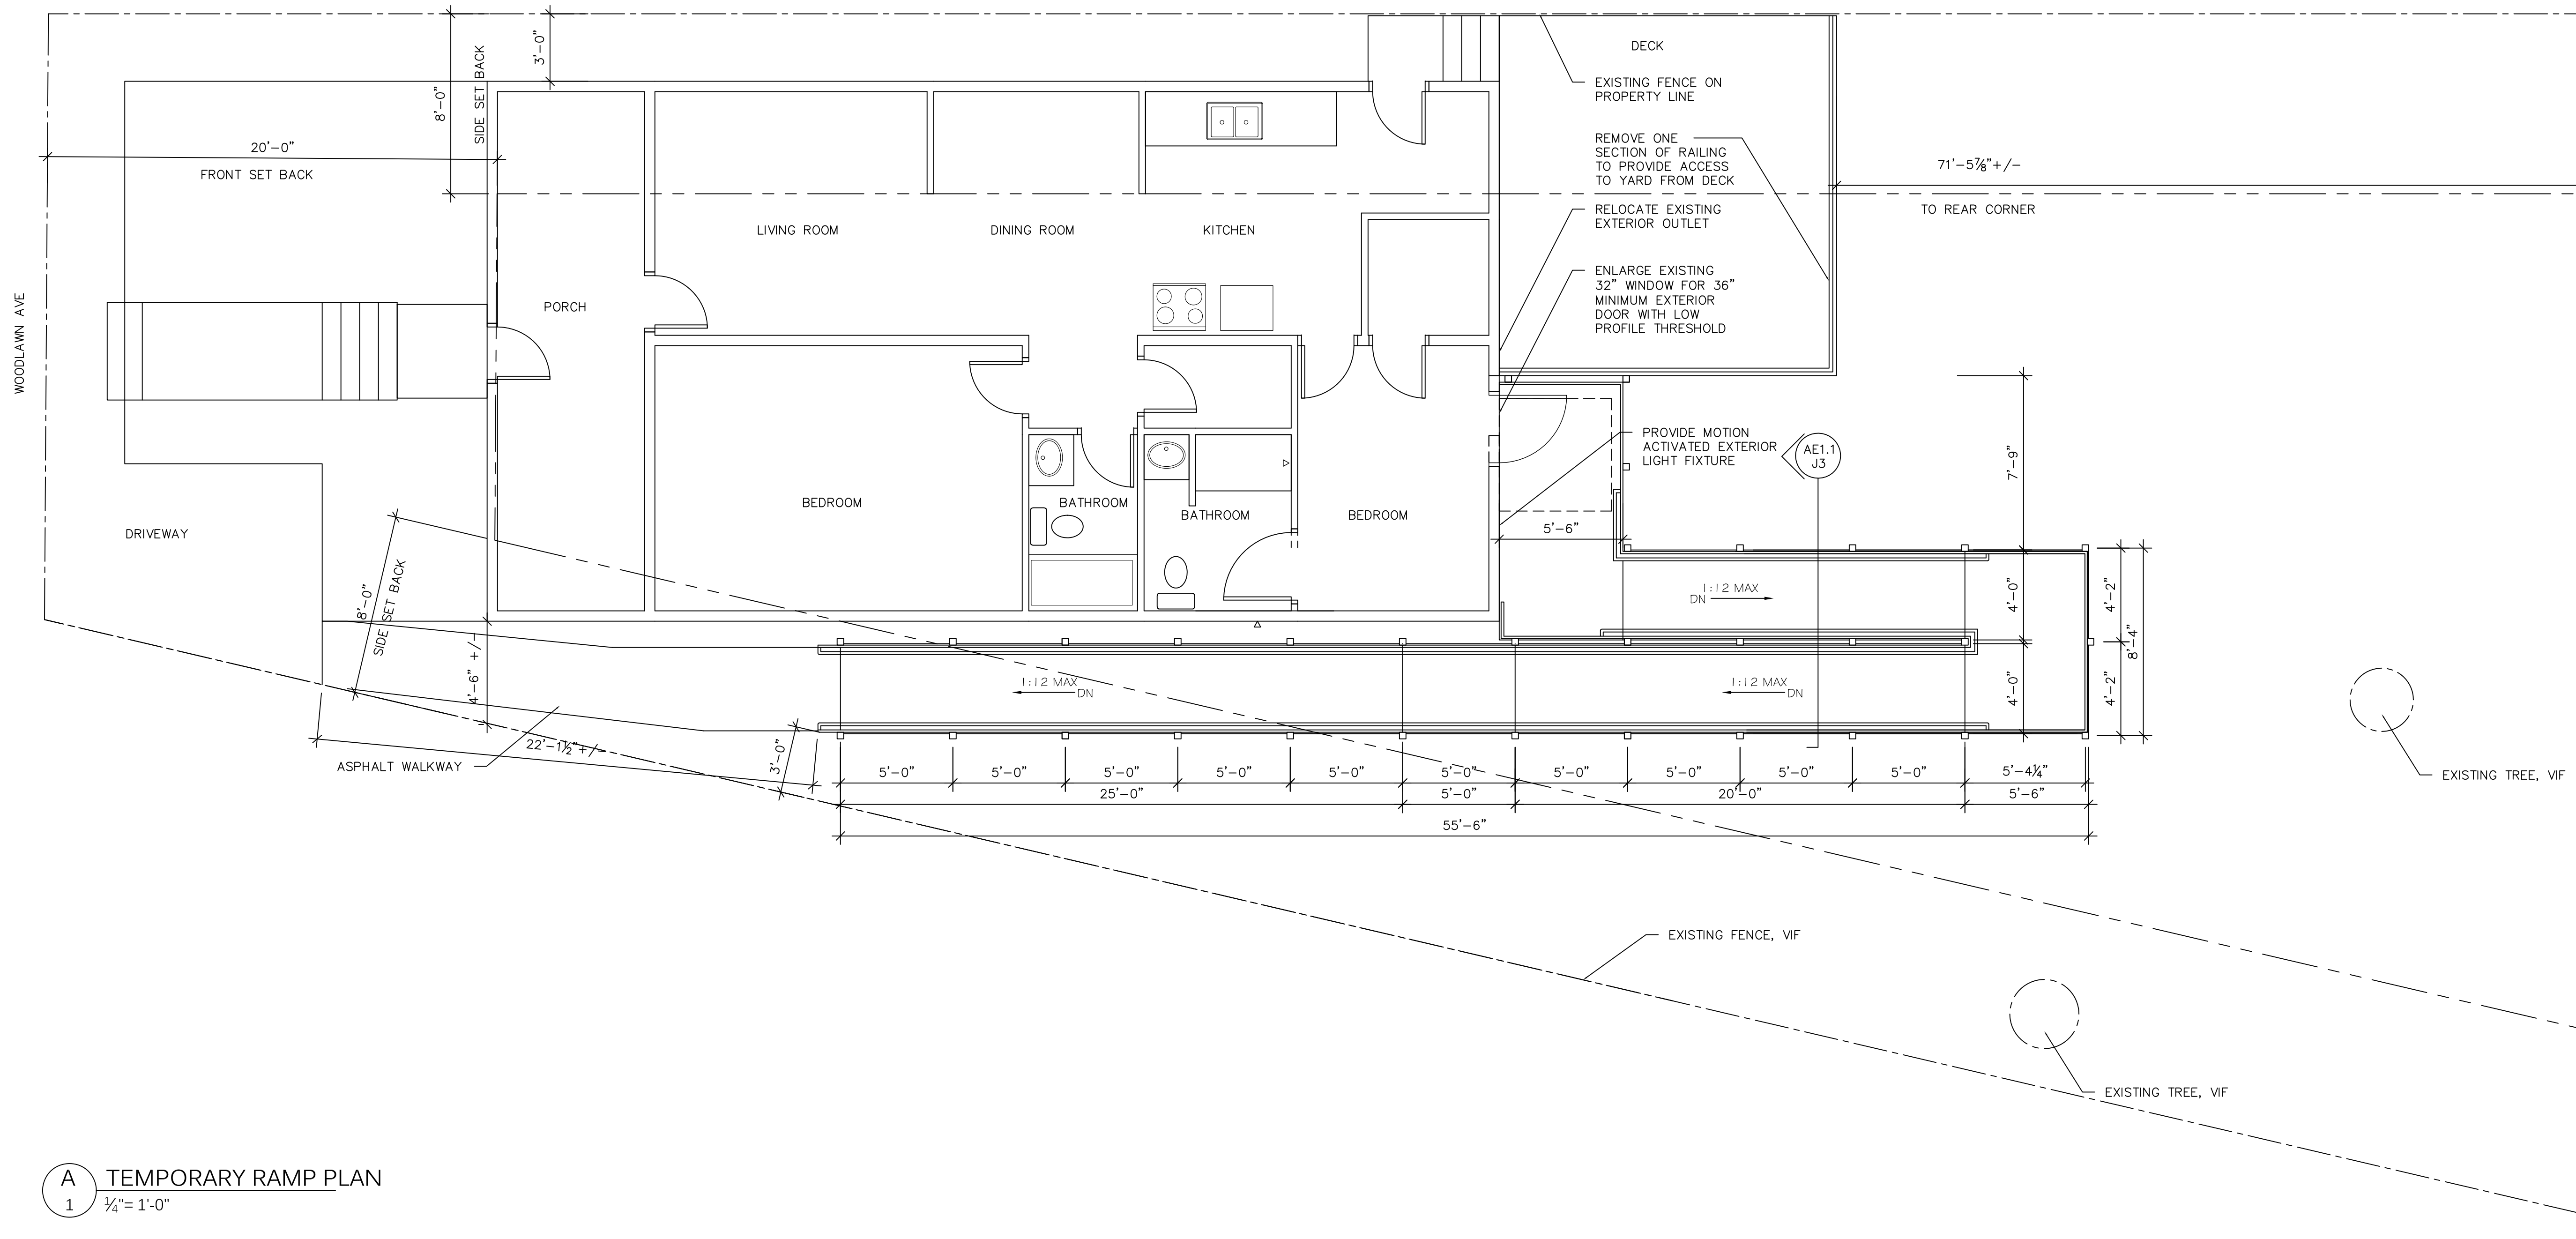 DECK
EXISTING FENCE ON
PROPERTY LINE
REMOVE ONE
SECTION OF RAILING
TO PROVIDE ACCESS
TO YARD FROM DECK
RELOCATE EXISTING
EXTERIOR OUTLET
ENLARGE EXISTING
32" WINDOW FOR 36"
MINIMUM EXTERIOR
DOOR WITH LOW
PROFILE THRESHOLD
PROVIDE MOTION
ACTIVATED EXTERIOR
LIGHT FIXTURE
AE1.1
J3
3'-0"
8'-0"
SIDE SET BACK
20'-0"
FRONT SET BACK
71'-5⅞"+/-
TO REAR CORNER
WOODLAWN AVE
PORCH
LIVING ROOM
DINING ROOM
KITCHEN
BEDROOM
BATHROOM
BATHROOM
BEDROOM
DRIVEWAY
8'-0"
SIDE SET BACK
4'-6" +/-
ASPHALT WALKWAY
22'-1½"+/-
3'-0"
5'-6"
7'-9"
1:12 MAX
DN
1:12 MAX
DN
1:12 MAX
DN
4'-0"
4'-0"
4'-2"
4'-2"
8'-4"
5'-0"
5'-0"
5'-0"
5'-0"
5'-0"
5'-0"
5'-0"
5'-0"
5'-0"
5'-0"
5'-4¼"
25'-0"
5'-0"
20'-0"
5'-6"
55'-6"
EXISTING TREE, VIF
EXISTING FENCE, VIF
EXISTING TREE, VIF
A
1
TEMPORARY RAMP PLAN
¼"= 1'-0"